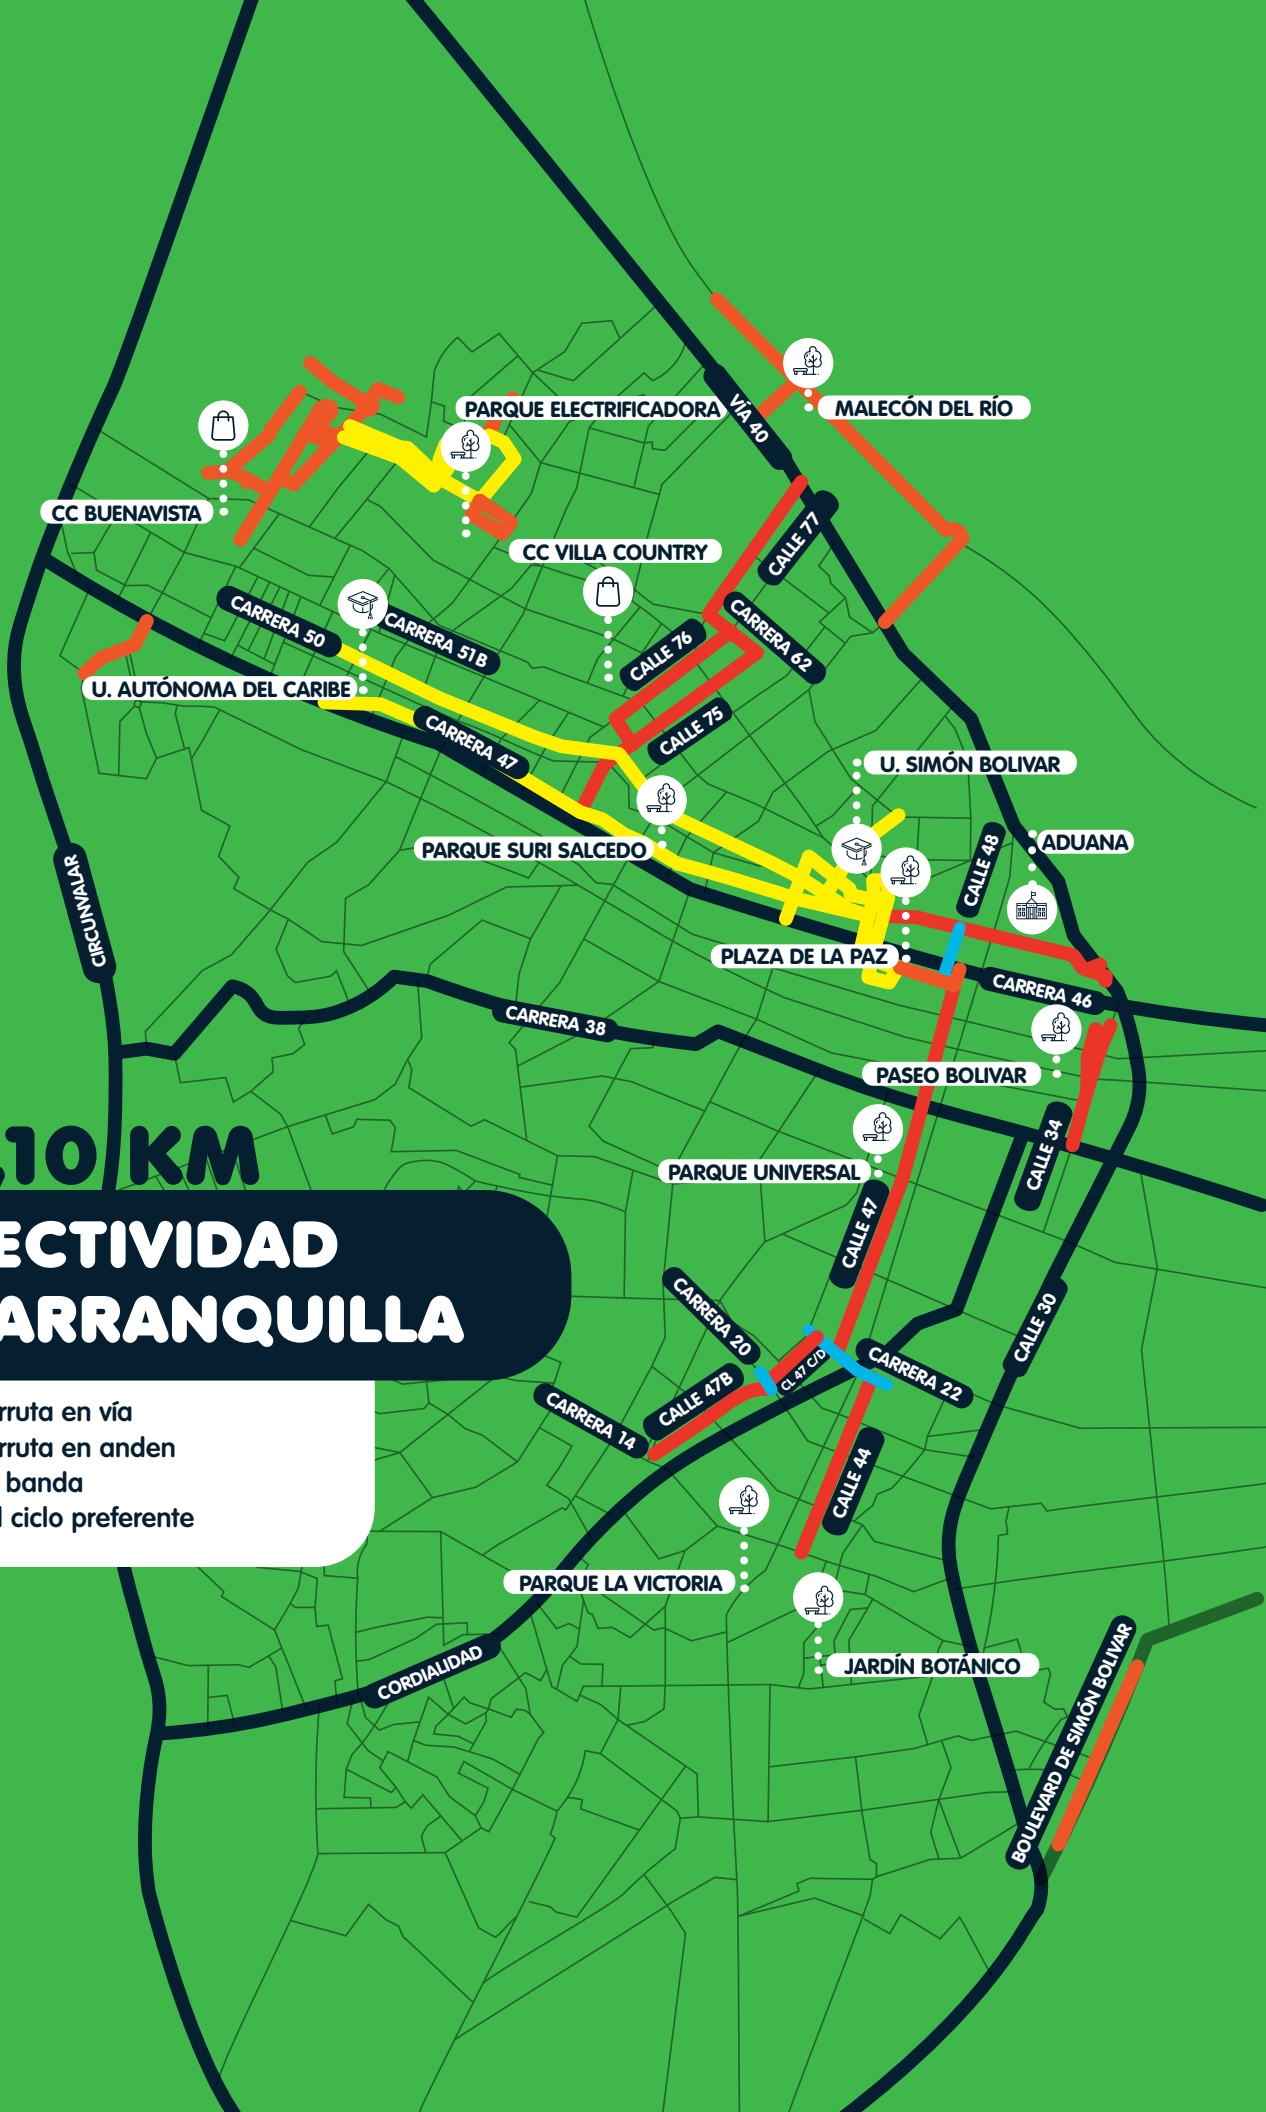 PARQUE ELECTRIFICADORA
VÍA 40
MALECÓN DEL RÍO
CC BUENAVISTA
CC VILLA COUNTRY
CALLE 77
CARRERA 50
CARRERA 51B
CALLE 76
CARRERA 62
U. AUTÓNOMA DEL CARIBE
CARRERA 47
CALLE 75
U. SIMÓN BOLIVAR
PARQUE SURI SALCEDO
CALLE 48
ADUANA
CIRCUNVALAR
PLAZA DE LA PAZ
CARRERA 46
CARRERA 38
PASEO BOLIVAR
CALLE 34
,10 KM
PARQUE UNIVERSAL
CALLE 47
ECTIVIDAD
ARRANQUILLA
CARRERA 20
CALLE 30
CL 47 C/D
CARRERA 22
CALLE 47B
CARRERA 14
rruta en vía
rruta en anden
banda
l ciclo preferente
CALLE 44
PARQUE LA VICTORIA
CORDIALIDAD
JARDÍN BOTÁNICO
BOULEVARD DE SIMÓN BOLIVAR